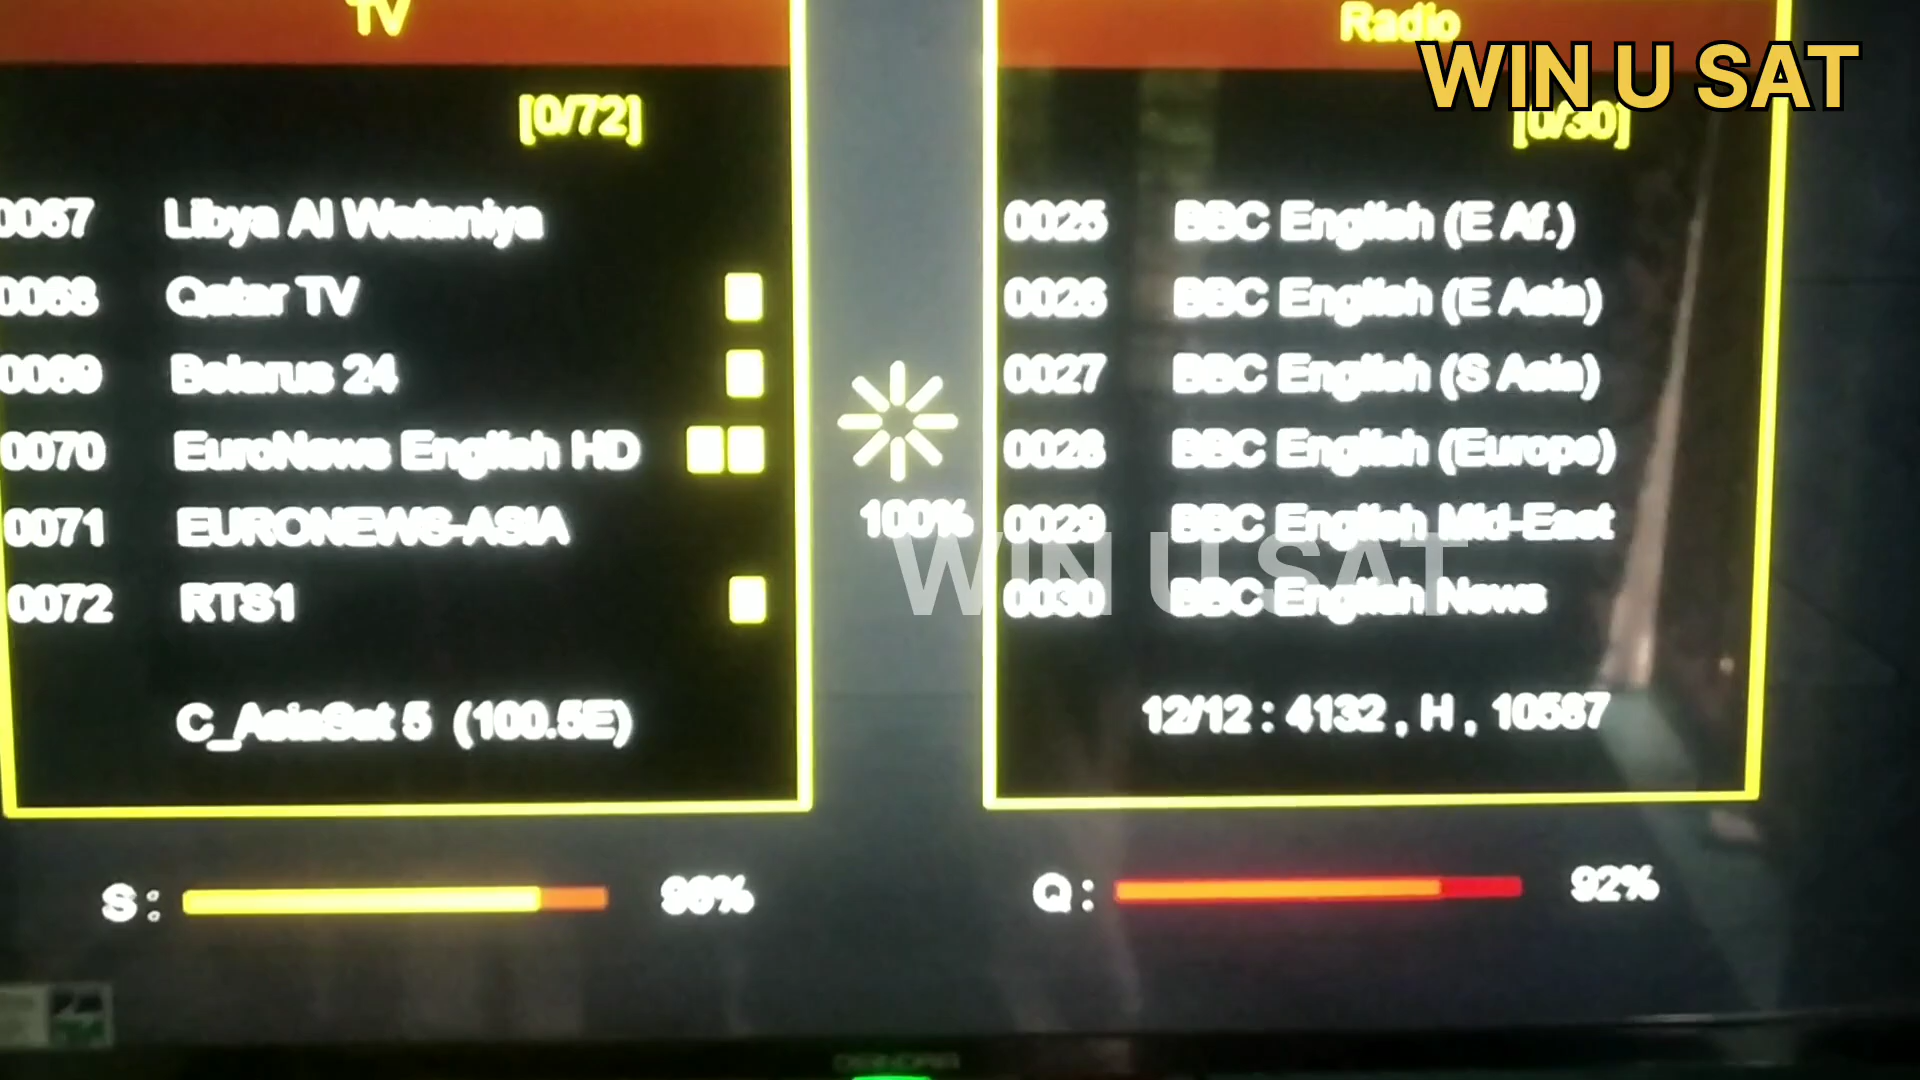 TV
[0/72]
0067 Libya Al Wataniya
0068 Qatar TV
0069 Belarus 24
0070 EuroNews English HD
0071 EURONEWS-ASIA
0072 RTS1
C_AsiaSat 5 (100.5E)
S : 96%
100%
Radio
WIN U SAT
[0/30]
0025 BBC English (E Af.)
0026 BBC English (E Asia)
0027 BBC English (S Asia)
0028 BBC English (Europe)
0029 BBC English Mid-East
WIN U SAT
0030 BBC English News
12/12 : 4132 , H , 10587
Q : 92%